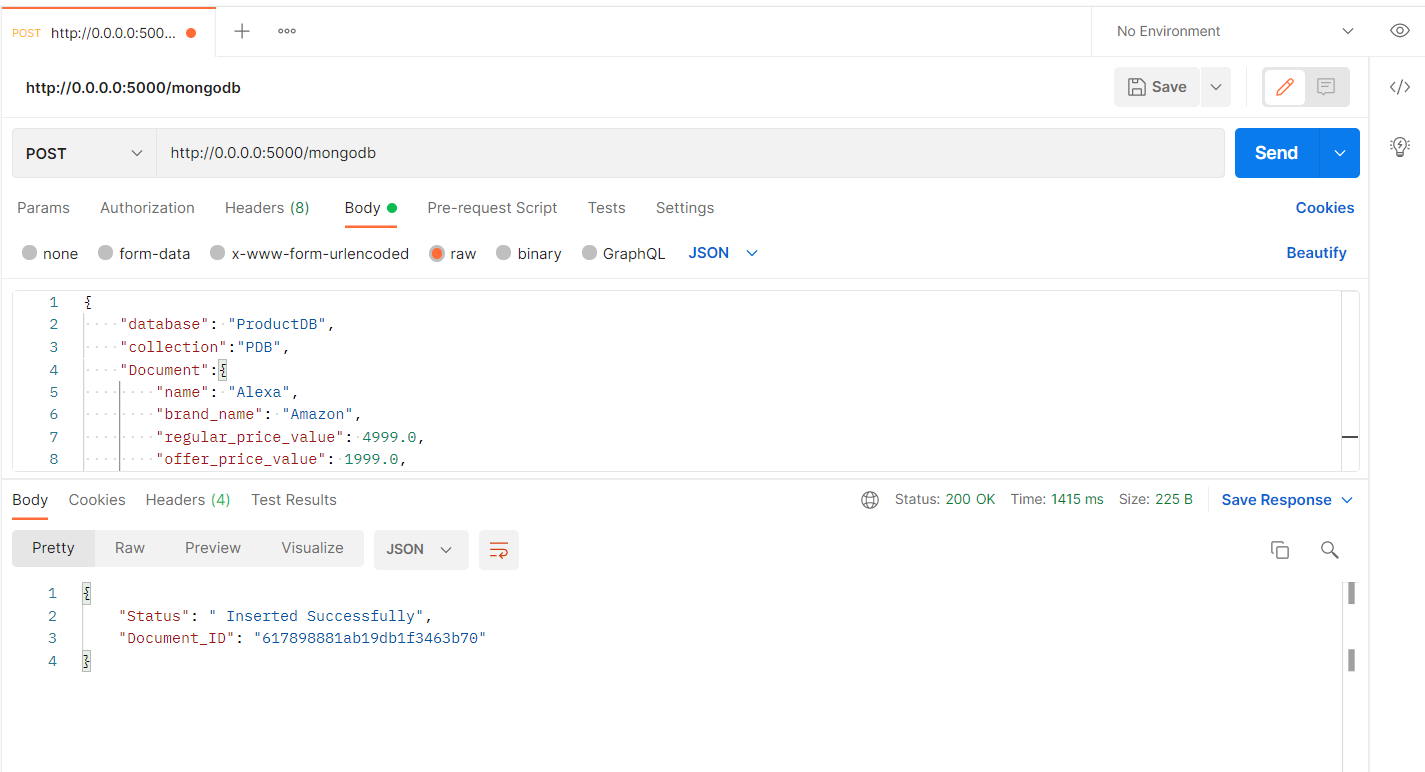 POST http://0.0.0.0:500... No Environment
http://0.0.0.0:5000/mongodb Save
POST http://0.0.0.0:5000/mongodb Send
Params Authorization Headers (8) Body Pre-request Script Tests Settings Cookies
none form-data x-www-form-urlencoded raw binary GraphQL JSON Beautify
1 {
2 "database": "ProductDB",
3 "collection":"PDB",
4 "Document":{
5 "name": "Alexa",
6 "brand_name": "Amazon",
7 "regular_price_value": 4999.0,
8 "offer_price_value": 1999.0,
Body Cookies Headers (4) Test Results Status: 200 OK Time: 1415 ms Size: 225 B Save Response
Pretty Raw Preview Visualize JSON
1 {
2 "Status": " Inserted Successfully",
3 "Document_ID": "617898881ab19db1f3463b70"
4 }